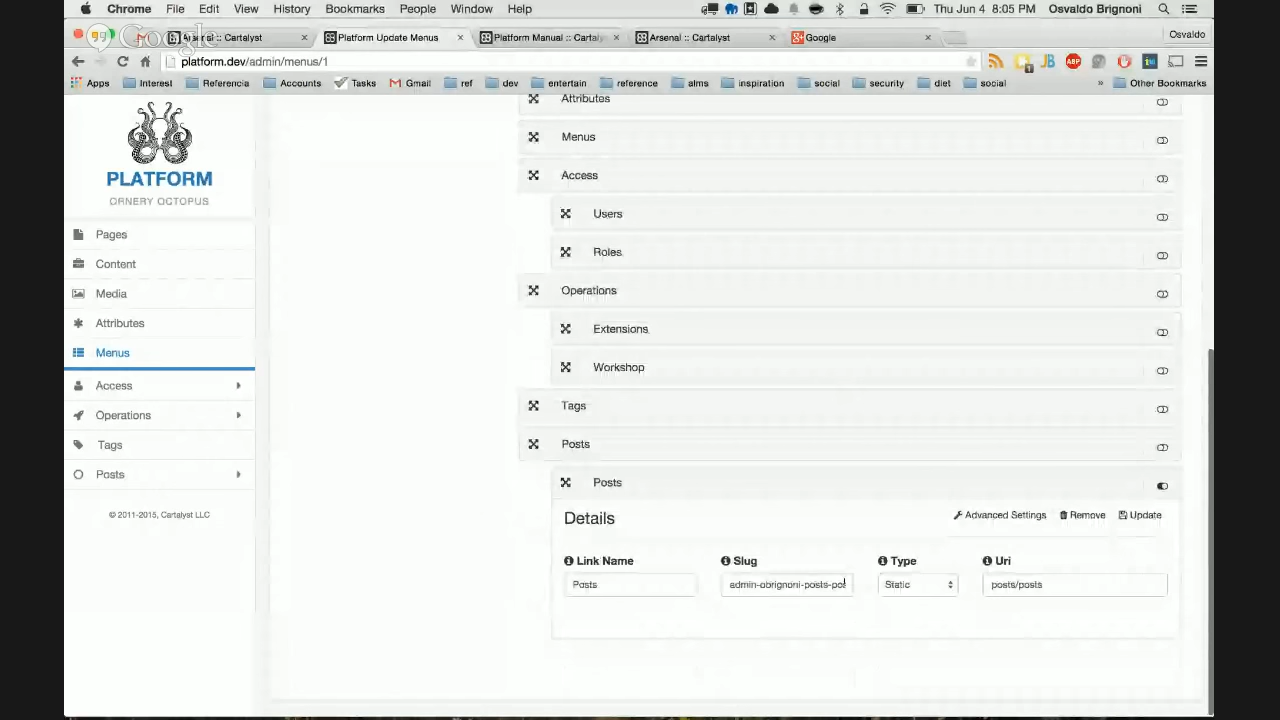 Chrome File Edit View History Bookmarks People Window Help Thu Jun 4 8:05 PM Osvaldo Brignoni
Google
Arsenal :: Cartalyst Platform Update Menus Platform Manual :: Cartaly Arsenal :: Cartalyst Google Osvaldo
platform.dev/admin/menus/1
Apps Interest Referencia Accounts Tasks Gmail ref dev entertain reference alms inspiration social security diet social » Other Bookmarks
PLATFORM
ORNERY OCTOPUS
Pages
Content
Media
Attributes
Menus
Access
Operations
Tags
Posts
© 2011-2015, Cartalyst LLC
Attributes
Menus
Access
Users
Roles
Operations
Extensions
Workshop
Tags
Posts
Posts
Details Advanced Settings Remove Update
Link Name Slug Type Uri
Posts admin-obrignoni-posts-pos Static posts/posts